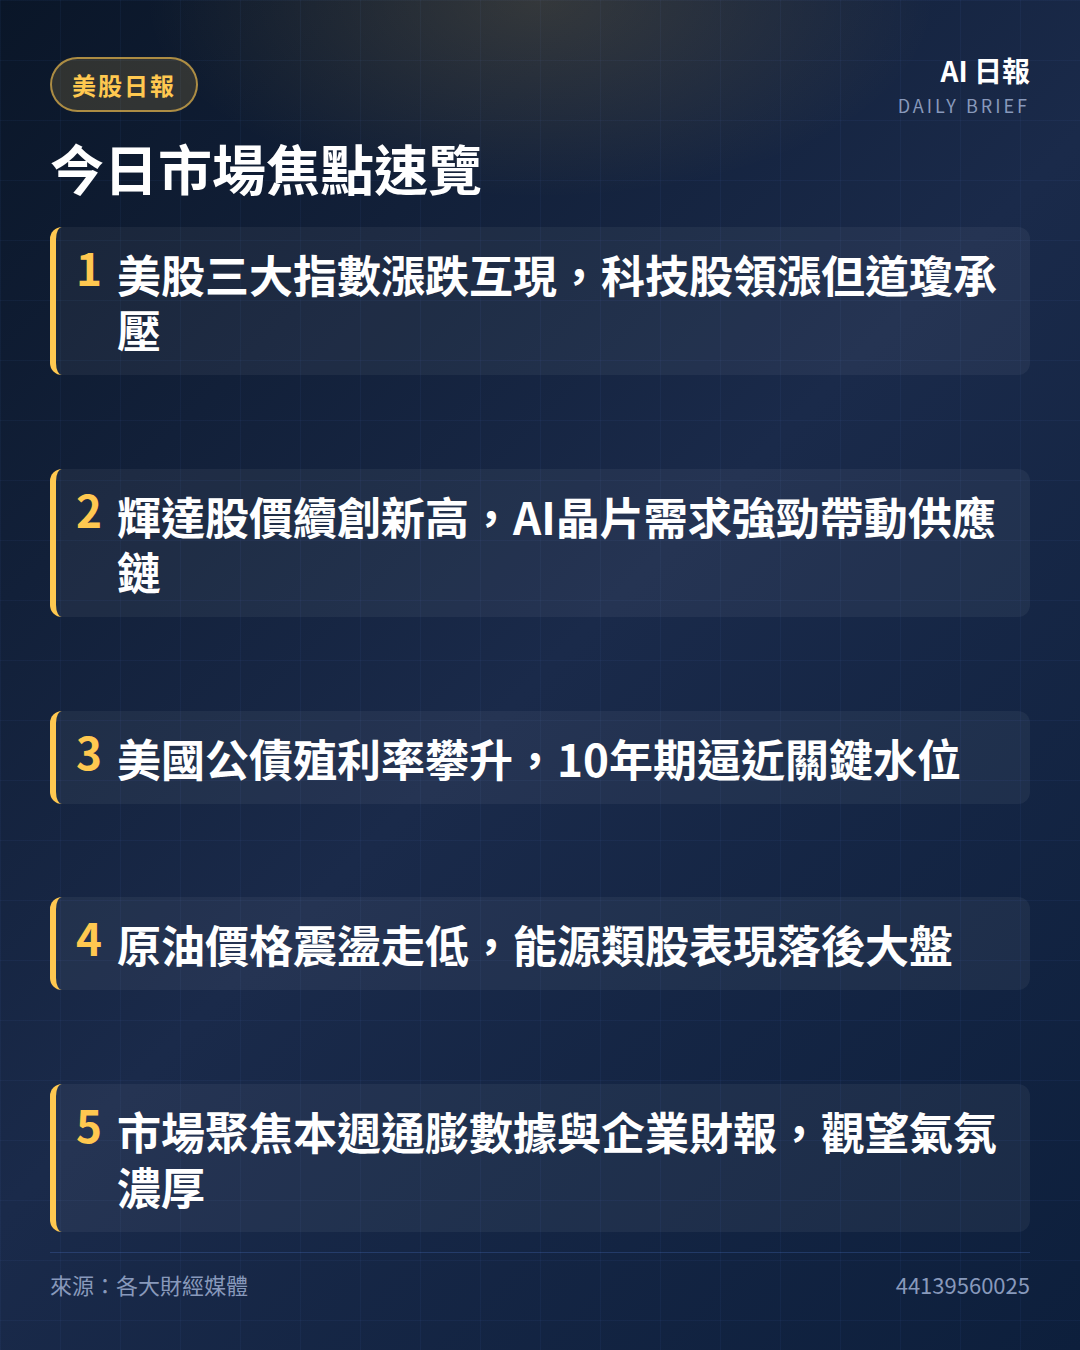 美股日報
AI 日報
DAILY BRIEF
今日市場焦點速覽
1 美股三大指數漲跌互現，科技股領漲但道瓊承
壓
2 輝達股價續創新高，AI晶片需求強勁帶動供應
鏈
3 美國公債殖利率攀升，10年期逼近關鍵水位
4 原油價格震盪走低，能源類股表現落後大盤
5 市場聚焦本週通膨數據與企業財報，觀望氣氛
濃厚
來源：各大財經媒體
44139560025